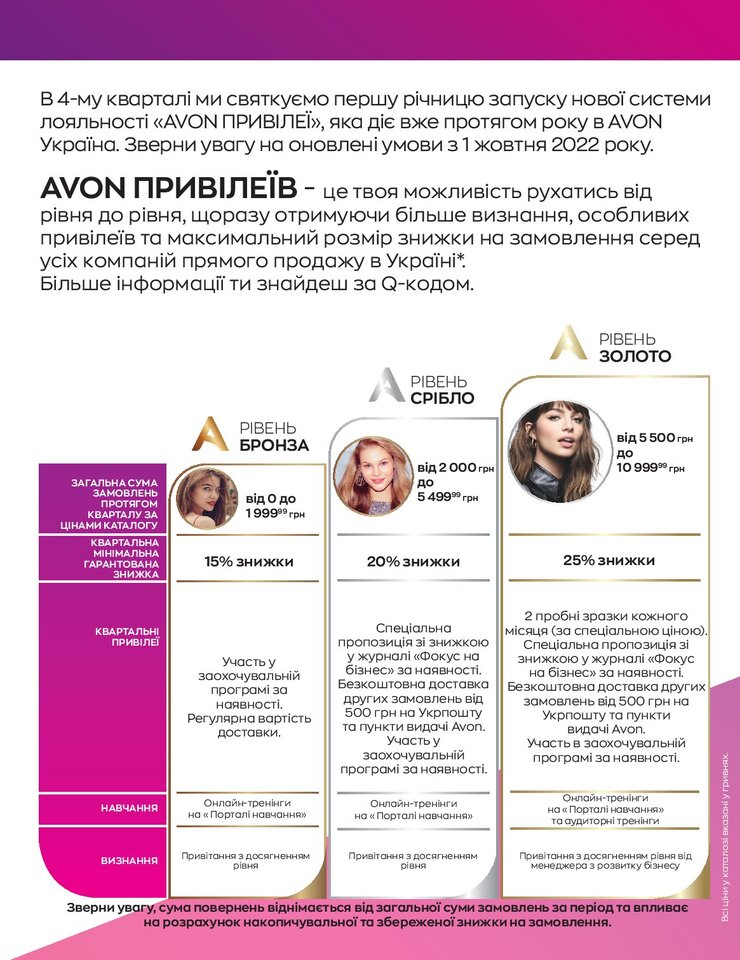 В 4-му кварталі ми святкуємо першу річницю запуску нової системи
лояльності «AVON ПРИВІЛЕЇ», яка діє вже протягом року в AVON
Україна. Зверни увагу на оновлені умови з 1 жовтня 2022 року.
AVON ПРИВІЛЕЇВ - це твоя можливість рухатись від
рівня до рівня, щоразу отримуючи більше визнання, особливих
привілеїв та максимальний розмір знижки на замовлення серед
усіх компаній прямого продажу в Україні*.
Більше інформації ти знайдеш за Q-кодом.
РІВЕНЬ
БРОНЗА
РІВЕНЬ
СРІБЛО
РІВЕНЬ
ЗОЛОТО
ЗАГАЛЬНА СУМА
ЗАМОВЛЕНЬ
ПРОТЯГОМ
КВАРТАЛУ ЗА
ЦІНАМИ КАТАЛОГУ
від 0 до
1 999⁹⁹ грн
від 2 000 грн
до
5 499⁹⁹ грн
від 5 500 грн
до
10 999⁹⁹ грн
КВАРТАЛЬНА
МІНІМАЛЬНА
ГАРАНТОВАНА
ЗНИЖКА
15% знижки
20% знижки
25% знижки
КВАРТАЛЬНІ
ПРИВІЛЕЇ
Участь у
заохочувальній
програмі за
наявності.
Регулярна вартість
доставки.
Спеціальна
пропозиція зі знижкою
у журналі «Фокус на
бізнес» за наявності.
Безкоштовна доставка
других замовлень від
500 грн на Укрпошту
та пункти видачі Avon.
Участь у
заохочувальній
програмі за наявності.
2 пробні зразки кожного
місяця (за спеціальною ціною).
Спеціальна пропозиція зі
знижкою у журналі «Фокус
на бізнес» за наявності.
Безкоштовна доставка других
замовлень від 500 грн на
Укрпошту та пункти
видачі Avon.
Участь в заохочувальній
програмі за наявності.
НАВЧАННЯ
Онлайн-тренінги
на «Порталі навчання»
Онлайн-тренінги
на «Порталі навчання»
Онлайн-тренінги
на «Порталі навчання»
та аудиторні тренінги
ВИЗНАННЯ
Привітання з досягненням
рівня
Привітання з досягненням
рівня
Привітання з досягненням рівня від
менеджера з розвитку бізнесу
Зверни увагу, сума повернень віднімається від загальної суми замовлень за період та впливає
на розрахунок накопичувальної та збереженої знижки на замовлення.
Всі ціни у каталозі вказані у гривнях.